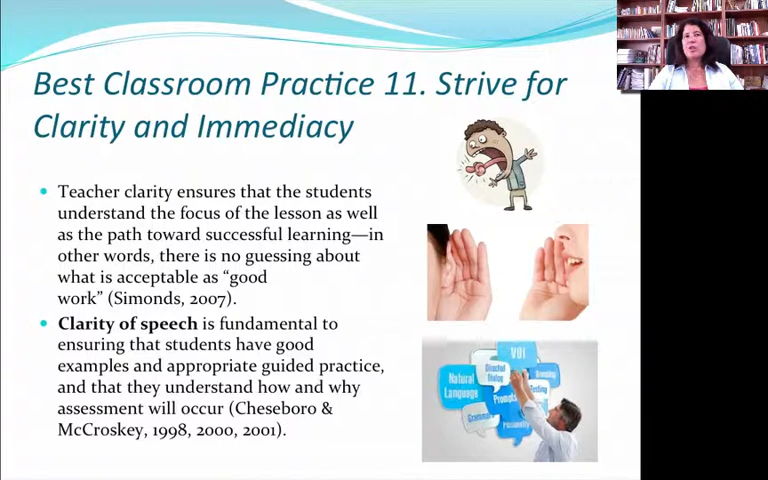 Best Classroom Practice 11. Strive for
Clarity and Immediacy
• Teacher clarity ensures that the students
understand the focus of the lesson as well
as the path toward successful learning—in
other words, there is no guessing about
what is acceptable as “good
work” (Simonds, 2007).
• Clarity of speech is fundamental to
ensuring that students have good
examples and appropriate guided practice,
and that they understand how and why
assessment will occur (Cheseboro &
McCroskey, 1998, 2000, 2001).
VUI
Directed
Dialog
Natural
Language
Prompts
Testing
Grammar
Personality